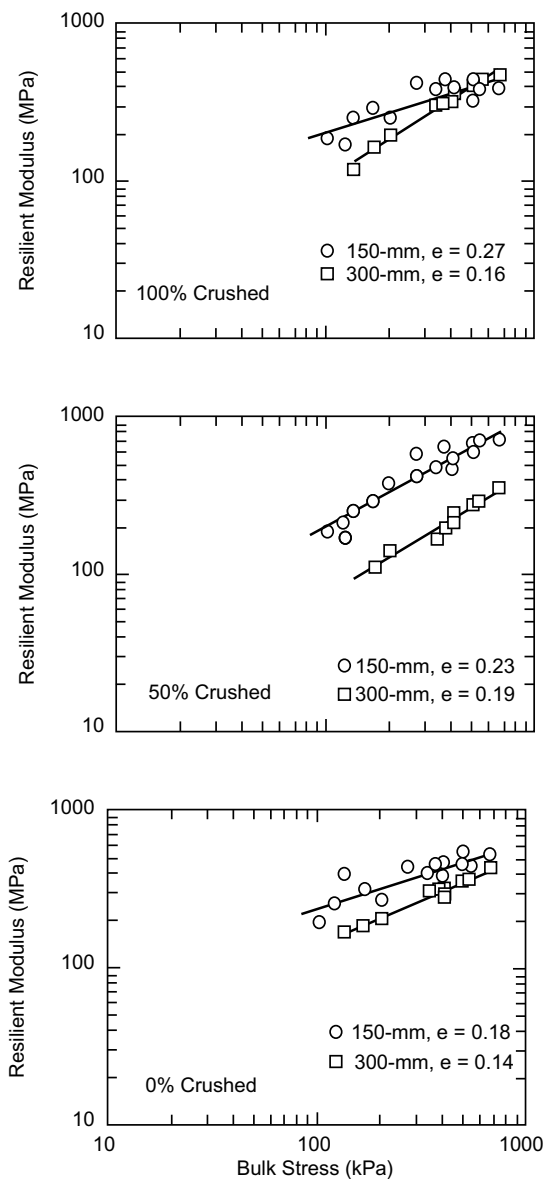 1000
Resilient Modulus (MPa)
100
150-mm, e = 0.27
300-mm, e = 0.16
100% Crushed
10
1000
Resilient Modulus (MPa)
100
150-mm, e = 0.23
300-mm, e = 0.19
50% Crushed
10
1000
Resilient Modulus (MPa)
100
150-mm, e = 0.18
300-mm, e = 0.14
0% Crushed
10
10
100
1000
Bulk Stress (kPa)